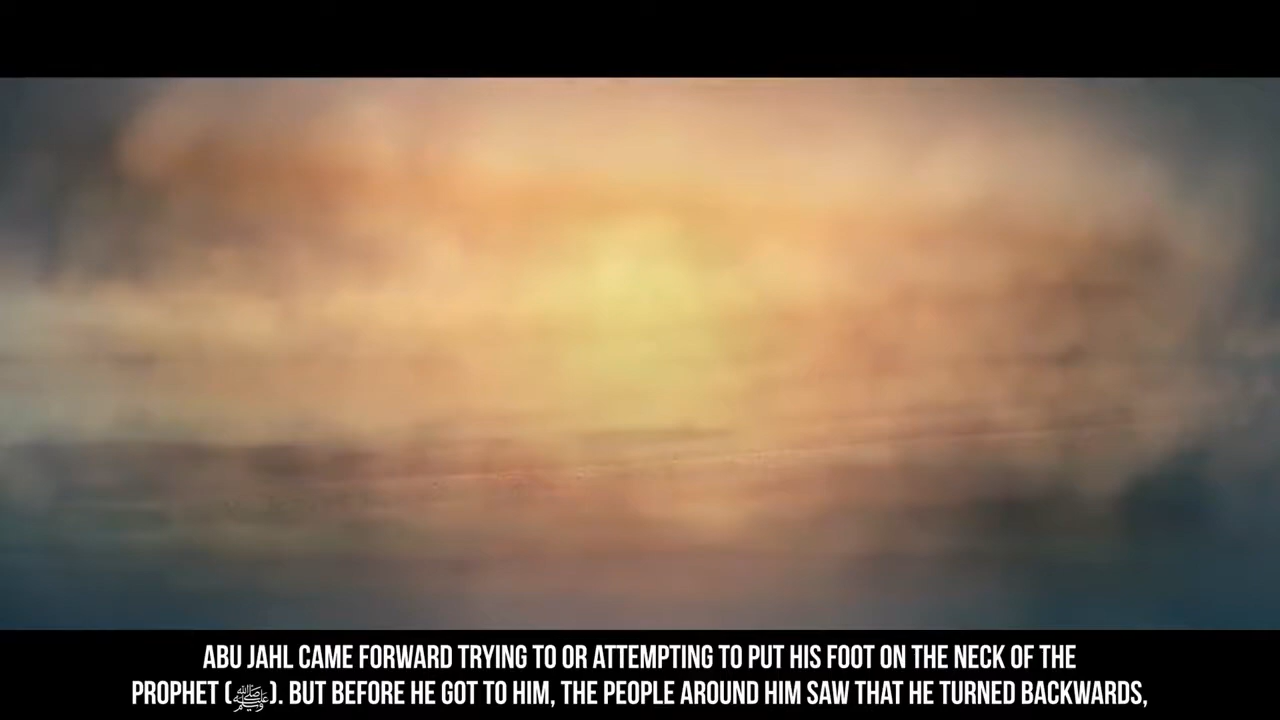 ABU JAHL CAME FORWARD TRYING TO OR ATTEMPTING TO PUT HIS FOOT ON THE NECK OF THE
PROPHET (ﷺ). BUT BEFORE HE GOT TO HIM, THE PEOPLE AROUND HIM SAW THAT HE TURNED BACKWARDS,